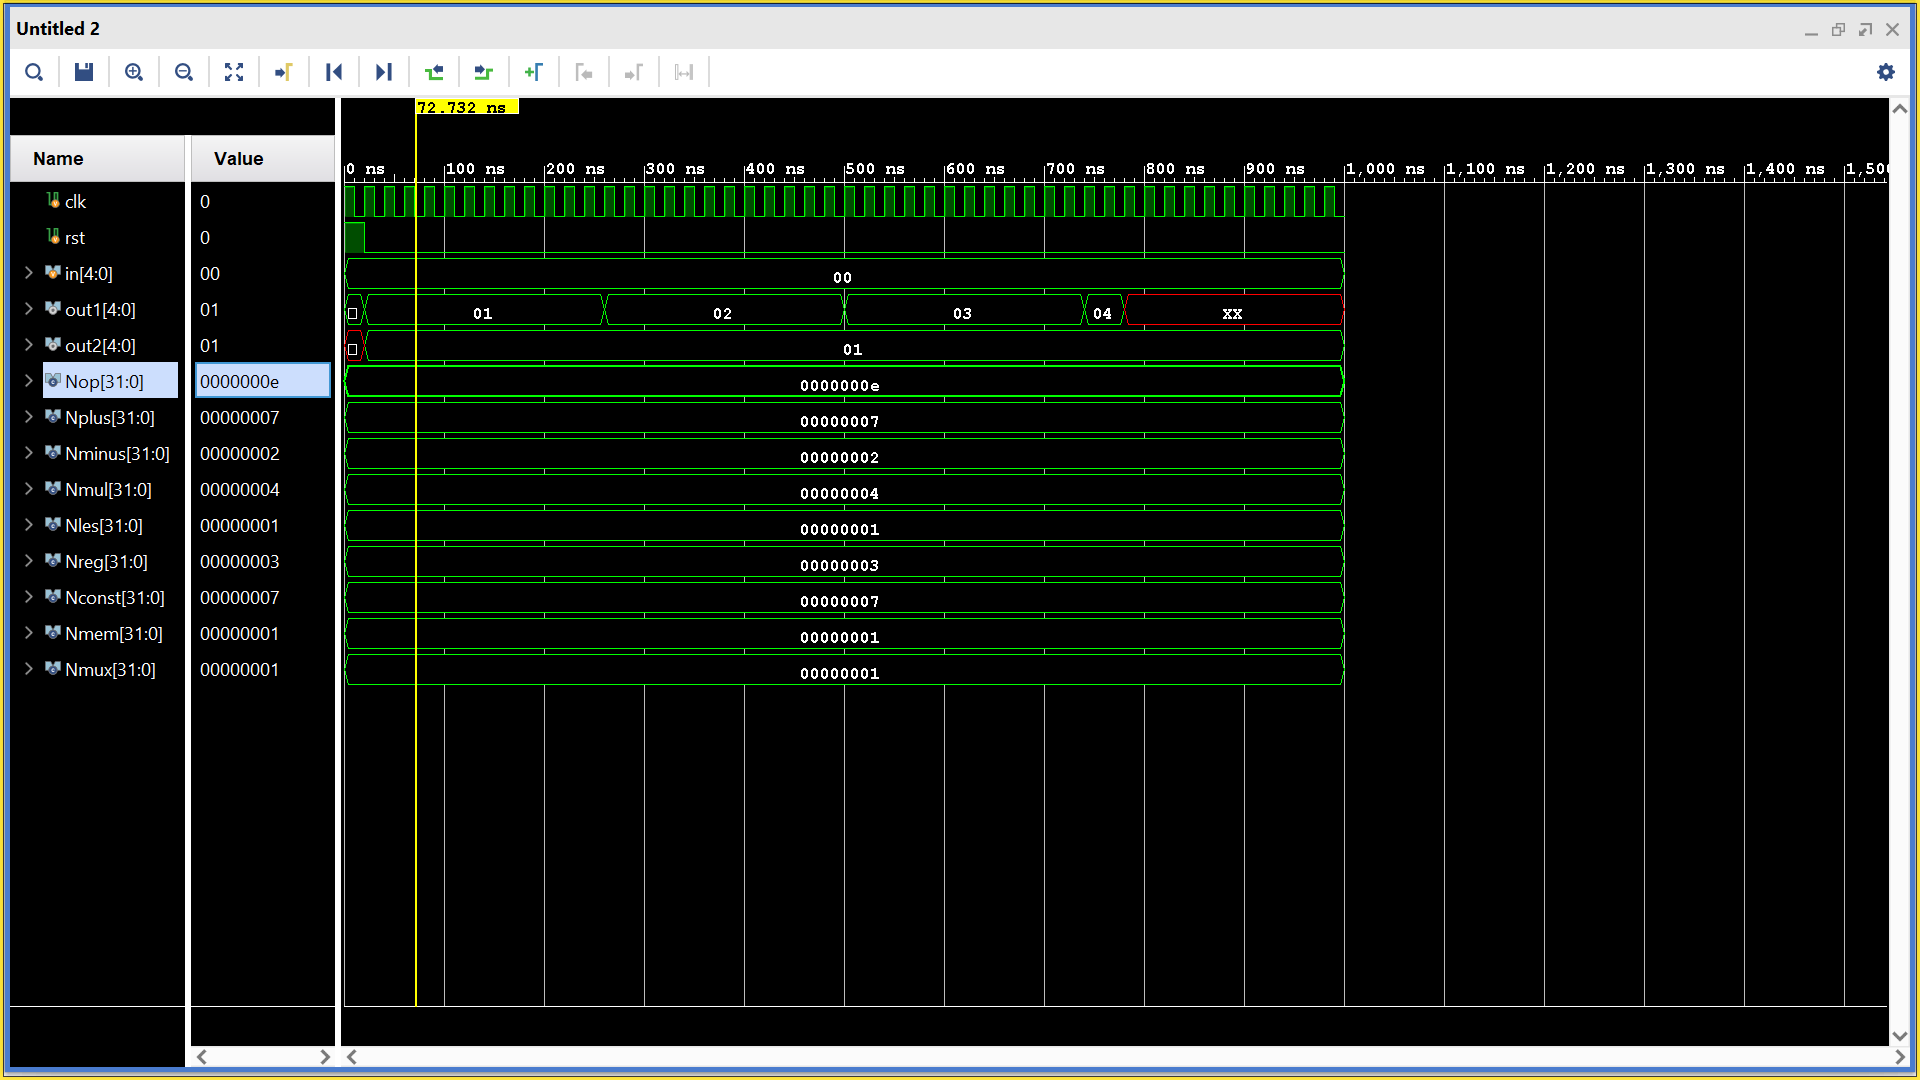 Untitled 2
72.732 ns
Name Value
0 ns 100 ns 200 ns 300 ns 400 ns 500 ns 600 ns 700 ns 800 ns 900 ns 1,000 ns 1,100 ns 1,200 ns 1,300 ns 1,400 ns 1,500
clk 0
rst 0
in[4:0] 00 00
out1[4:0] 01 01 02 03 04 XX
out2[4:0] 01 01
Nop[31:0] 0000000e 0000000e
Nplus[31:0] 00000007 00000007
Nminus[31:0] 00000002 00000002
Nmul[31:0] 00000004 00000004
Nles[31:0] 00000001 00000001
Nreg[31:0] 00000003 00000003
Nconst[31:0] 00000007 00000007
Nmem[31:0] 00000001 00000001
Nmux[31:0] 00000001 00000001